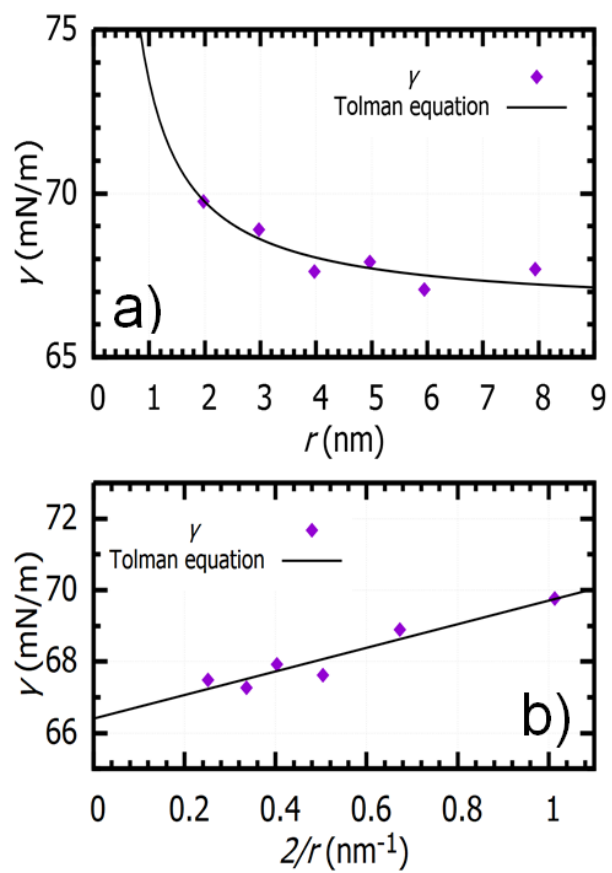 75
70
65
γ (mN/m)
γ
Tolman equation
a)
0 1 2 3 4 5 6 7 8 9
r (nm)
72
70
68
66
γ (mN/m)
γ
Tolman equation
b)
0 0.2 0.4 0.6 0.8 1
2/r (nm-1)